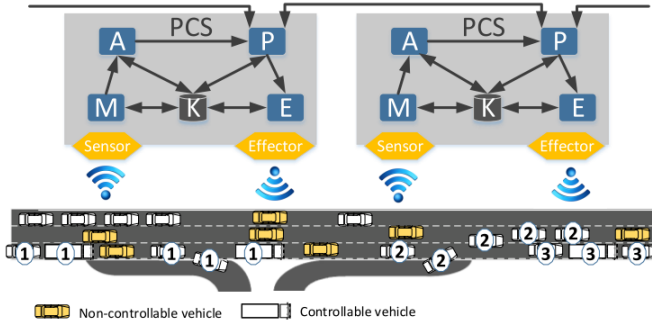 PCS PCS
A P A P
M K E M K E
Sensor Effector Sensor Effector
2 2 2
1 1 1 1 2 2 3 3 3
Non-controllable vehicle Controllable vehicle